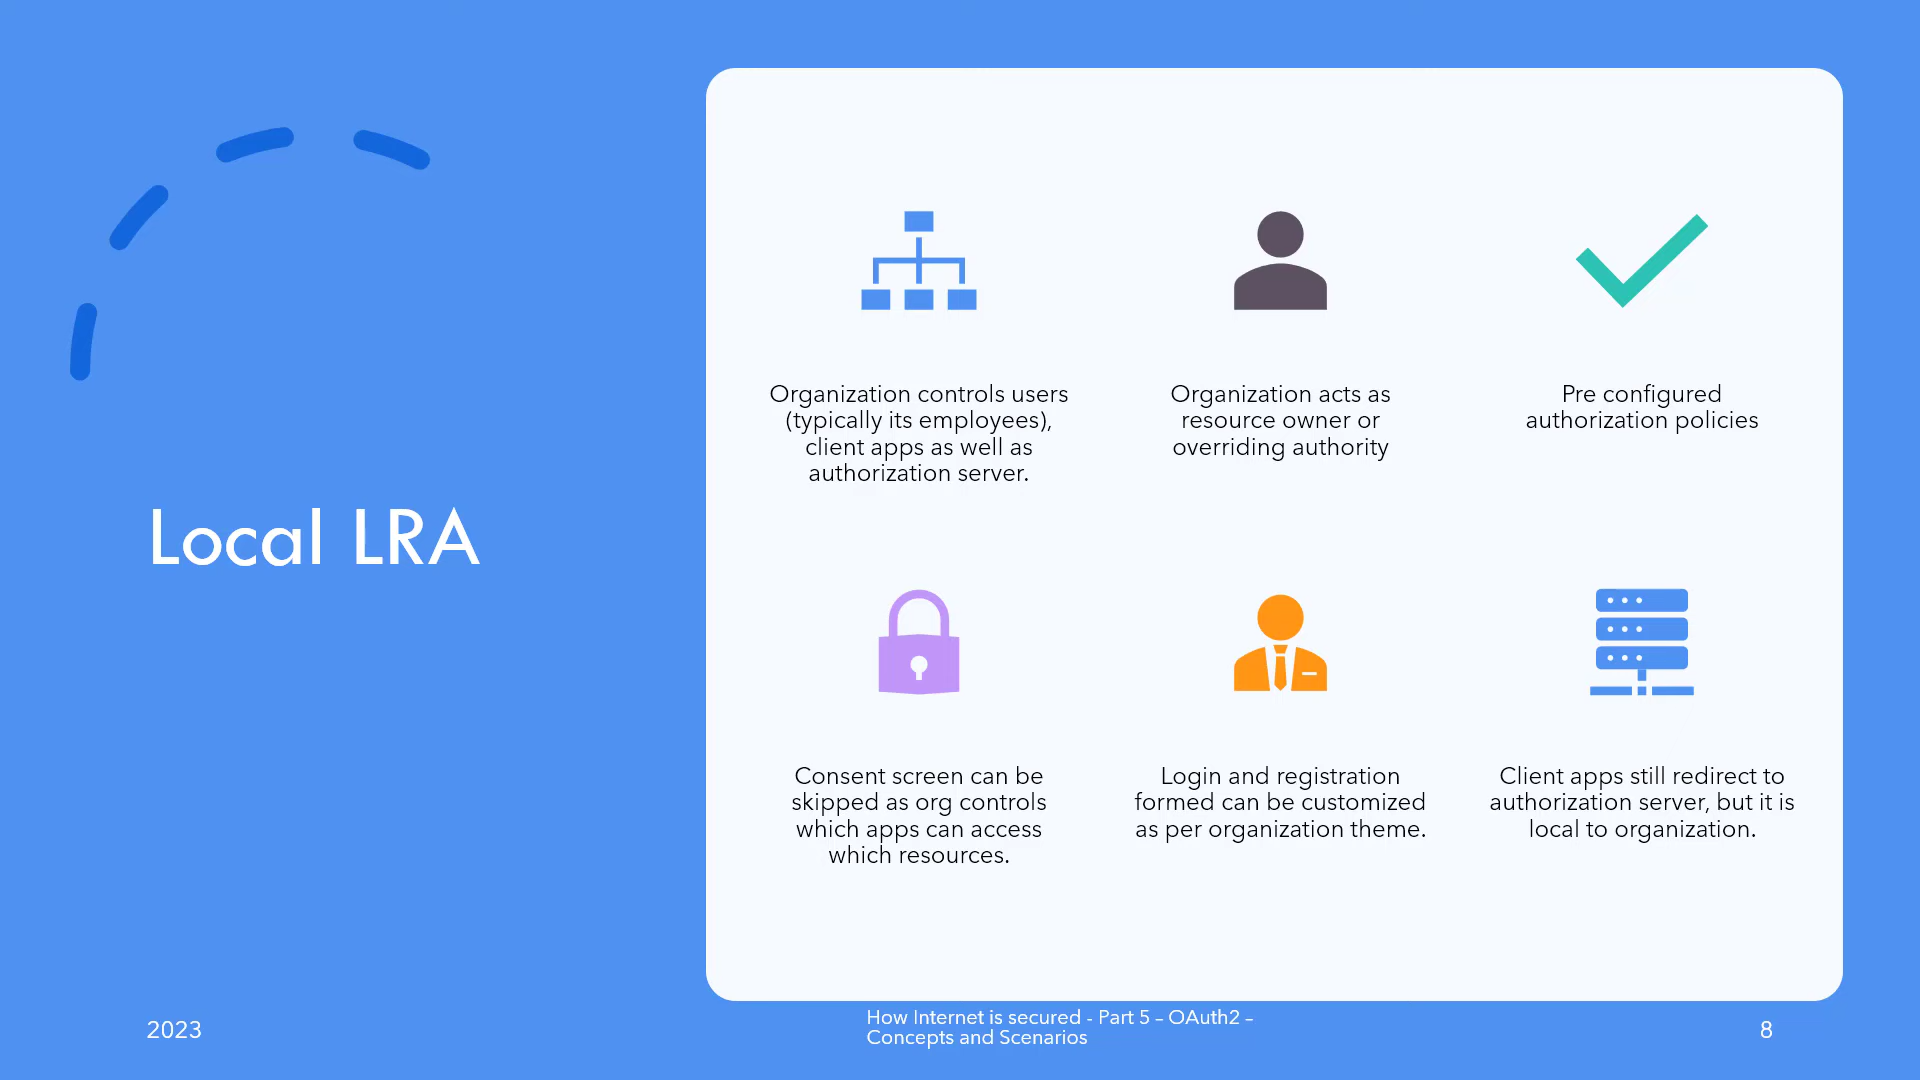 Local LRA
Organization controls users
(typically its employees),
client apps as well as
authorization server.
Organization acts as
resource owner or
overriding authority
Pre configured
authorization policies
Consent screen can be
skipped as org controls
which apps can access
which resources.
Login and registration
formed can be customized
as per organization theme.
Client apps still redirect to
authorization server, but it is
local to organization.
2023
How Internet is secured - Part 5 – OAuth2 –
Concepts and Scenarios
8